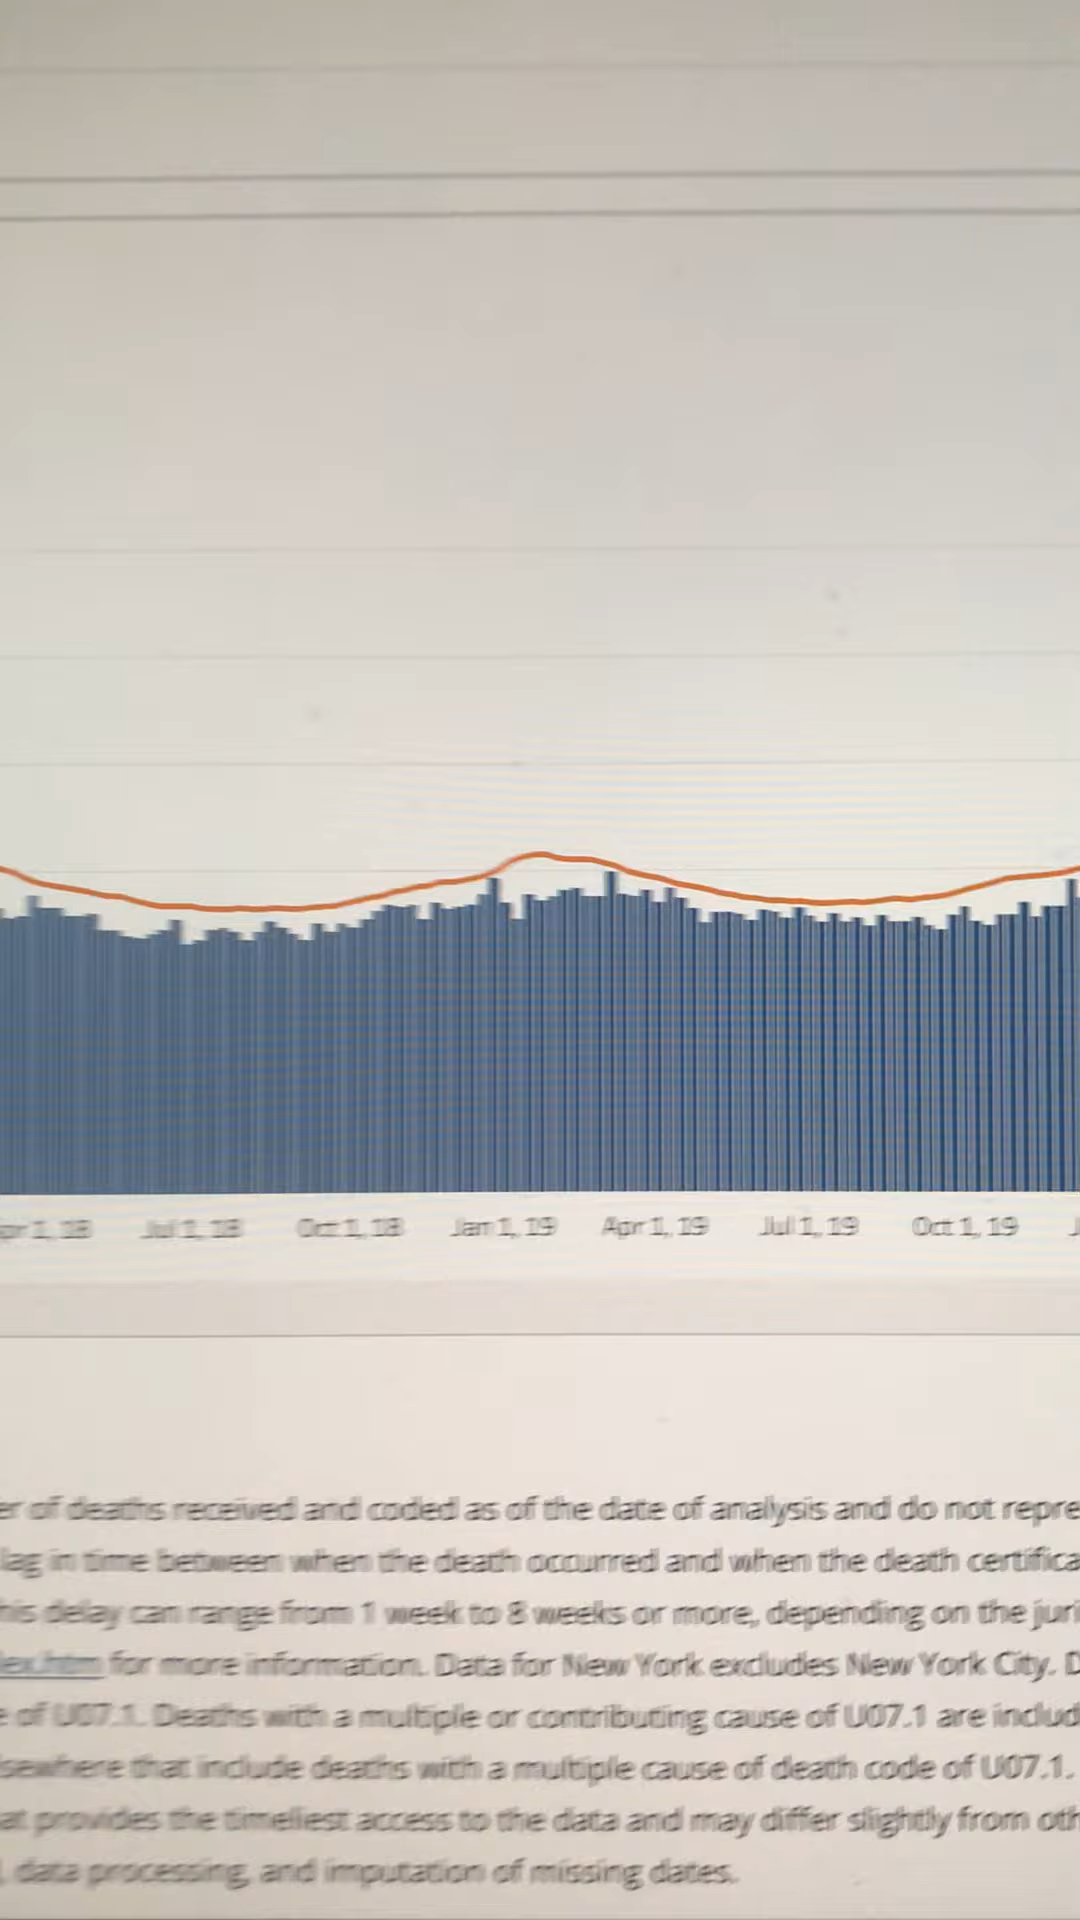 pr 1, 18 Jul 1, 18 Oct 1, 18 Jan 1, 19 Apr 1, 19 Jul 1, 19 Oct 1, 19 J
er of deaths received and coded as of the date of analysis and do not repre
lag in time between when the death occurred and when the death certifica
his delay can range from 1 week to 8 weeks or more, depending on the juri
lex.htm for more information. Data for New York excludes New York City. D
e of U07.1. Deaths with a multiple or contributing cause of U07.1 are includ
sewhere that include deaths with a multiple cause of death code of U07.1.
at provides the timeliest access to the data and may differ slightly from oth
, data processing, and imputation of missing dates.